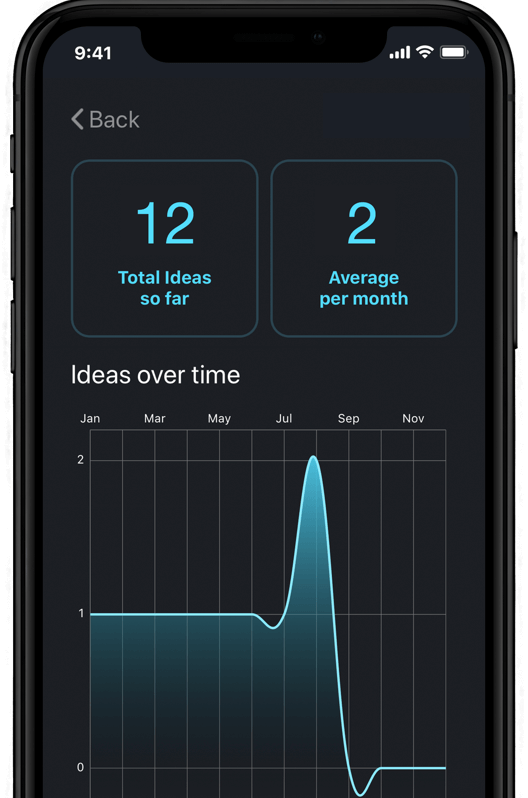 9:41
Back
12
Total Ideas
so far
2
Average
per month
Ideas over time
Jan Mar May Jul Sep Nov
2
1
0